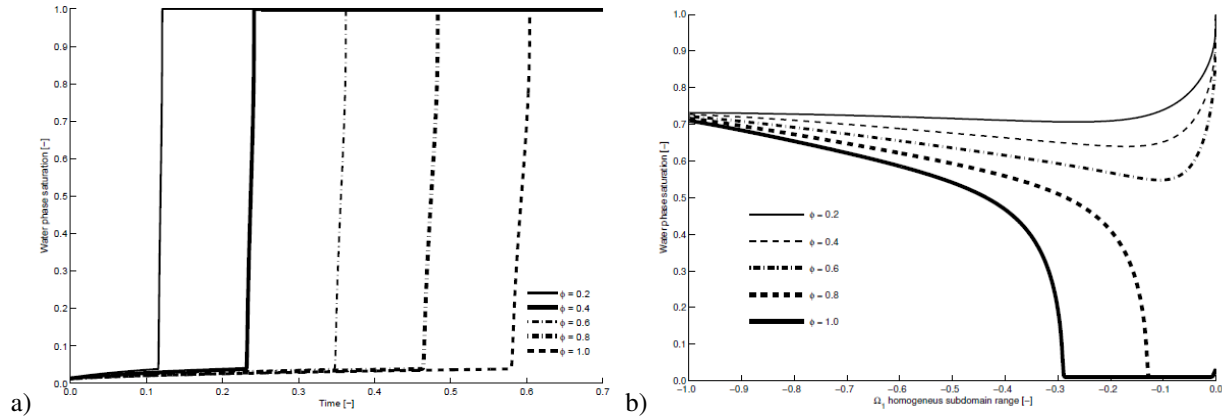 1.0
0.9
0.8
0.7
0.6
0.5
0.4
0.3
0.2
0.1
0.0
Water phase saturation [-]
0.0 0.1 0.2 0.3 0.4 0.5 0.6 0.7
Time [-]
ϕ = 0.2
ϕ = 0.4
ϕ = 0.6
ϕ = 0.8
ϕ = 1.0
a)
1.0
0.9
0.8
0.7
0.6
0.5
0.4
0.3
0.2
0.1
0.0
Water phase saturation [-]
ϕ = 0.2
ϕ = 0.4
ϕ = 0.6
ϕ = 0.8
ϕ = 1.0
−1.0 −0.9 −0.8 −0.7 −0.6 −0.5 −0.4 −0.3 −0.2 −0.1 0.0
Ω1 homogeneus subdomain range [-]
b)